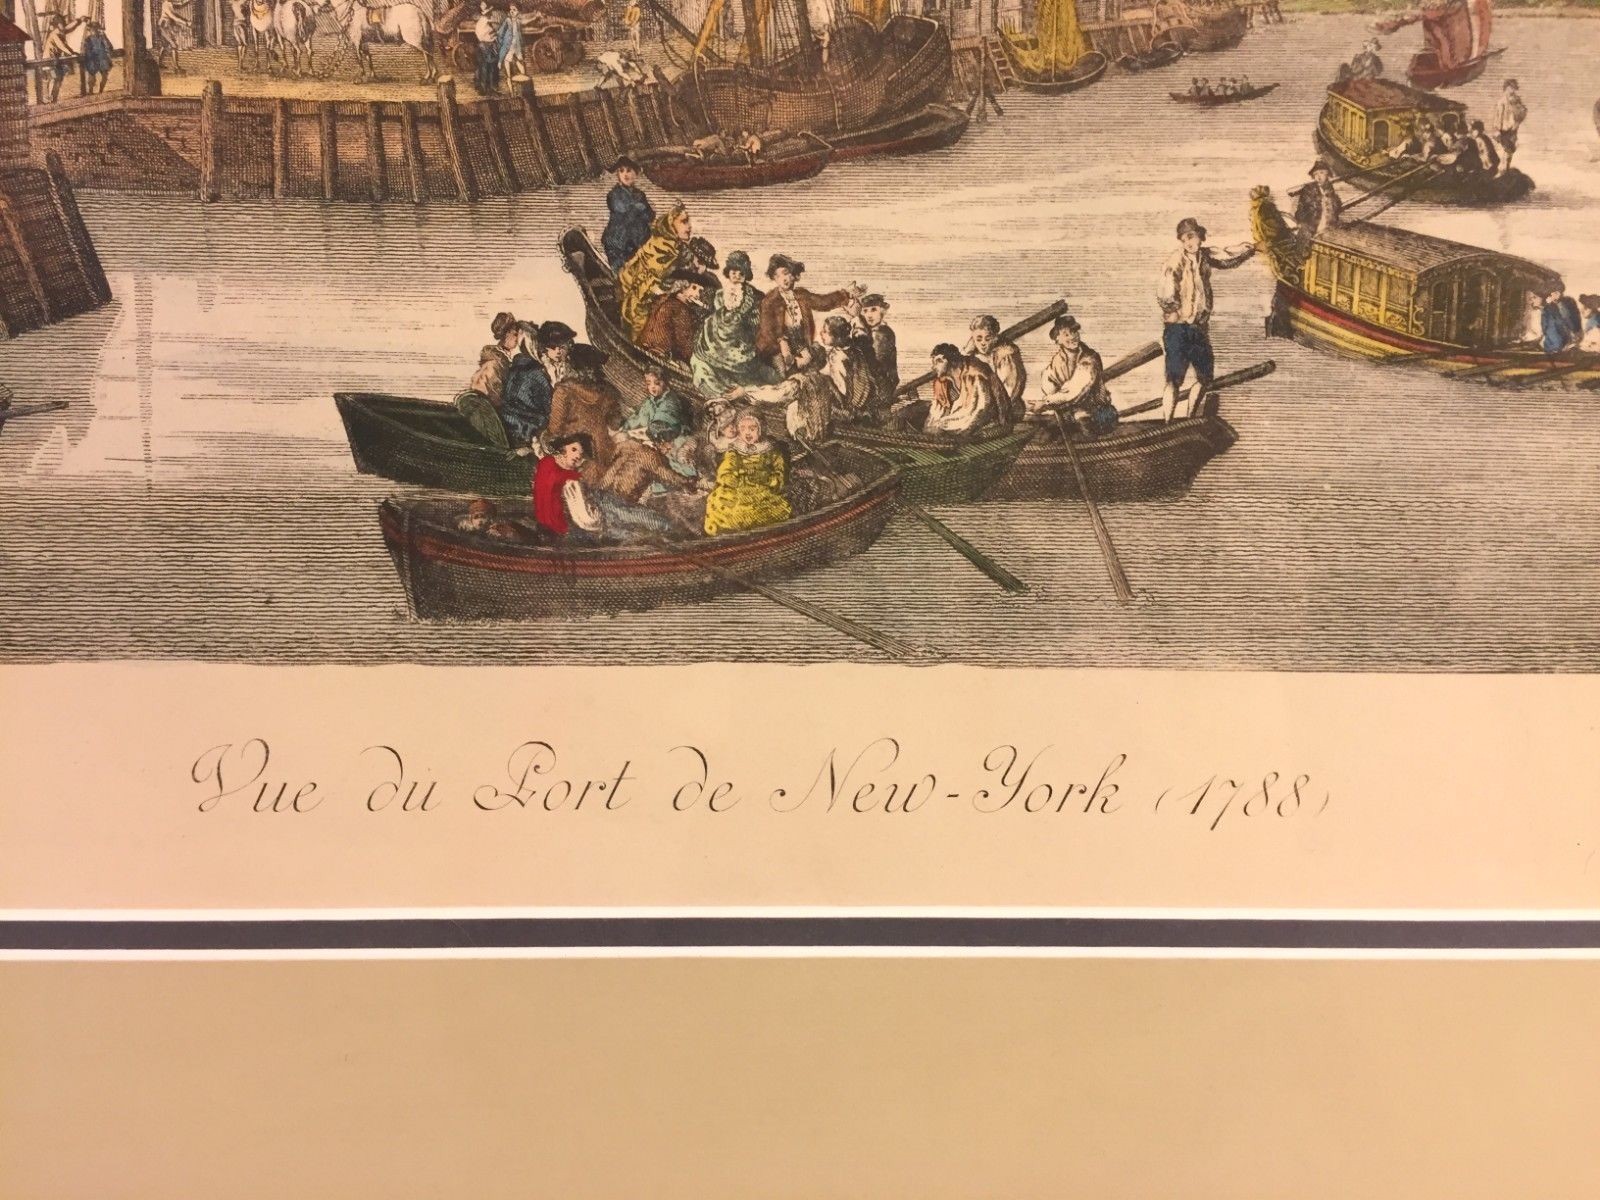 Vue du Port de New-York (1788)